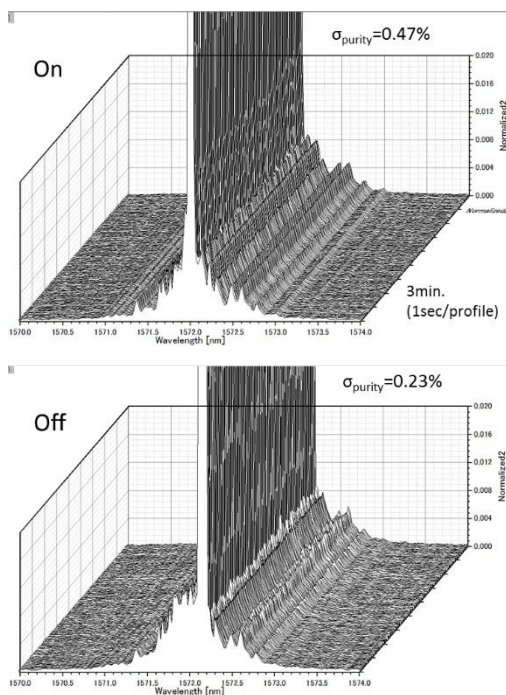 On
σpurity=0.47%
0.020
0.016
0.012
0.008
0.004
0.000
Normalized2
3min.
(1sec/profile)
1570.0 1570.5 1571.0 1571.5 1572.0 1572.5 1573.0 1573.5 1574.0
Wavelength [nm]
Off
σpurity=0.23%
0.020
0.016
0.012
0.008
0.004
0.000
Normalized2
1570.0 1570.5 1571.0 1571.5 1572.0 1572.5 1573.0 1573.5 1574.0
Wavelength [nm]